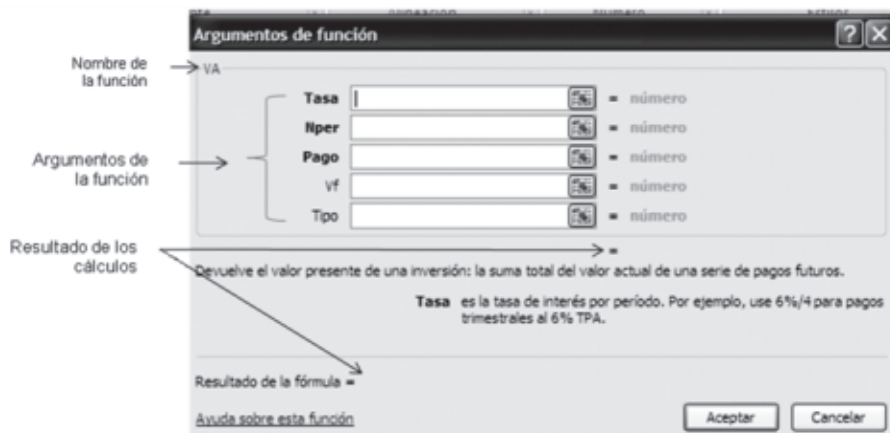 Argumentos de función
Nombre de
la función
VA
Tasa = número
Nper = número
Pago = número
Vf = número
Tipo = número
Argumentos de
la función
Resultado de los
cálculos
=
Devuelve el valor presente de una inversión: la suma total del valor actual de una serie de pagos futuros.
Tasa es la tasa de interés por período. Por ejemplo, use 6%/4 para pagos
trimestrales al 6% TPA.
Resultado de la fórmula =
Ayuda sobre esta función
Aceptar Cancelar